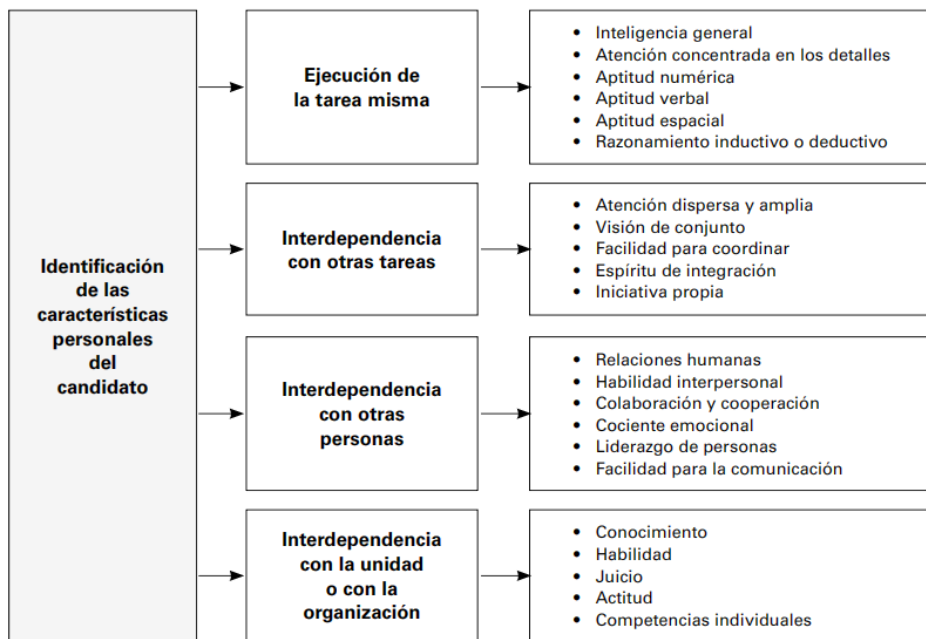 Identificación
de las
características
personales
del
candidato
Ejecución de
la tarea misma
• Inteligencia general
• Atención concentrada en los detalles
• Aptitud numérica
• Aptitud verbal
• Aptitud espacial
• Razonamiento inductivo o deductivo
Interdependencia
con otras tareas
• Atención dispersa y amplia
• Visión de conjunto
• Facilidad para coordinar
• Espíritu de integración
• Iniciativa propia
Interdependencia
con otras
personas
• Relaciones humanas
• Habilidad interpersonal
• Colaboración y cooperación
• Cociente emocional
• Liderazgo de personas
• Facilidad para la comunicación
Interdependencia
con la unidad
o con la
organización
• Conocimiento
• Habilidad
• Juicio
• Actitud
• Competencias individuales